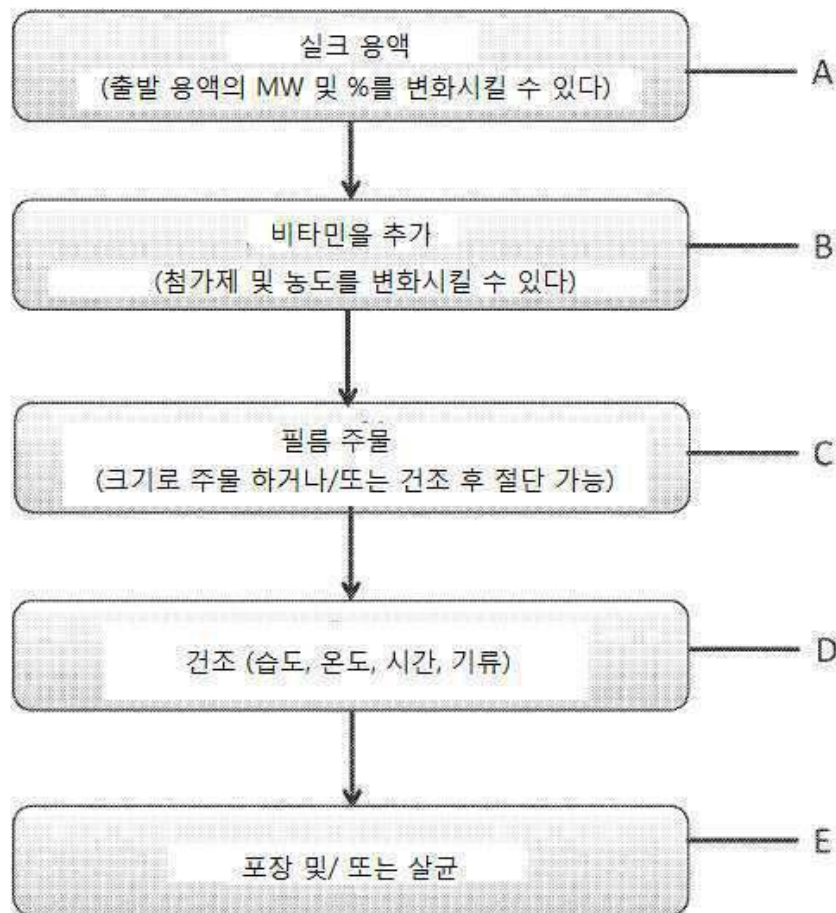 실크 용액
(출발 용액의 MW 및 %를 변화시킬 수 있다)
A
비타민을 추가
(첨가제 및 농도를 변화시킬 수 있다)
B
필름 주물
(크기로 주물 하거나/또는 건조 후 절단 가능)
C
건조 (습도, 온도, 시간, 기류)
D
포장 및/ 또는 살균
E